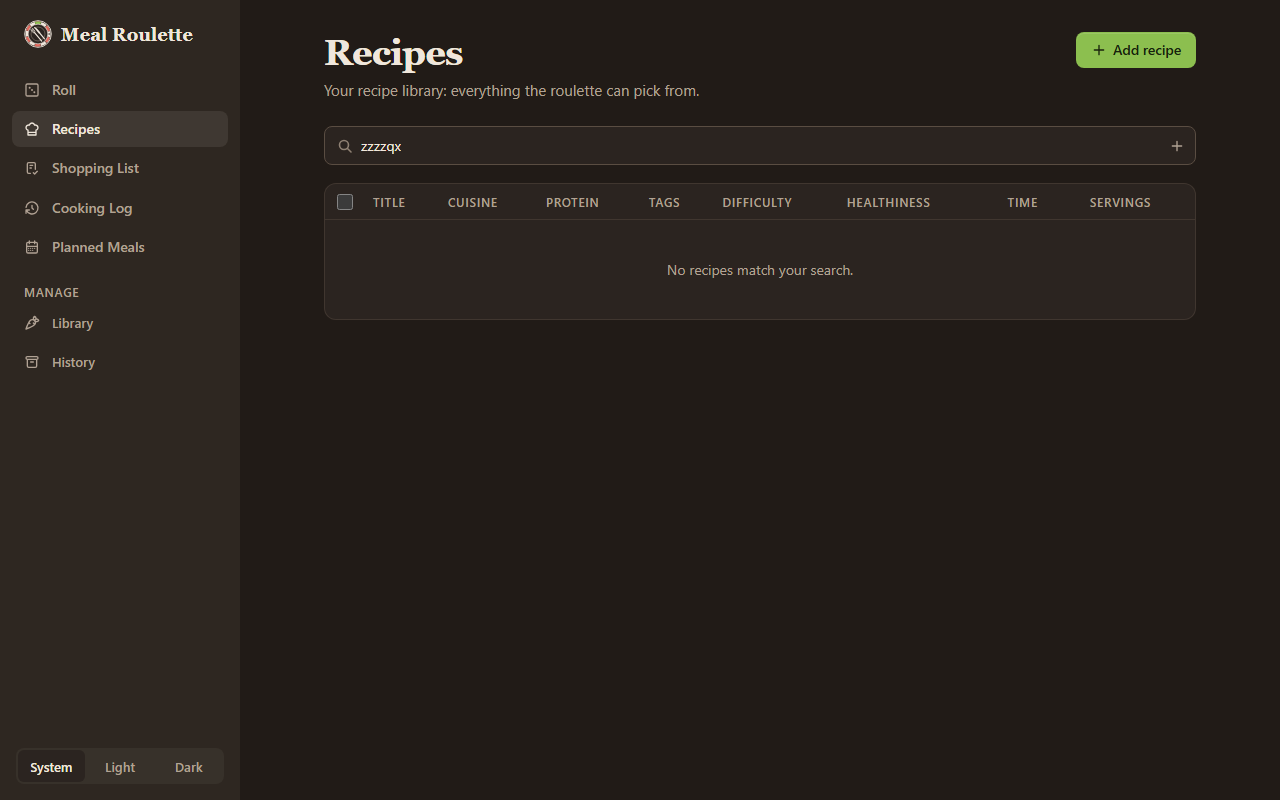 Meal Roulette
Roll
Recipes
Shopping List
Cooking Log
Planned Meals
MANAGE
Library
History
System Light Dark
Recipes
Add recipe
Your recipe library: everything the roulette can pick from.
zzzzqx
TITLE CUISINE PROTEIN TAGS DIFFICULTY HEALTHINESS TIME SERVINGS
No recipes match your search.